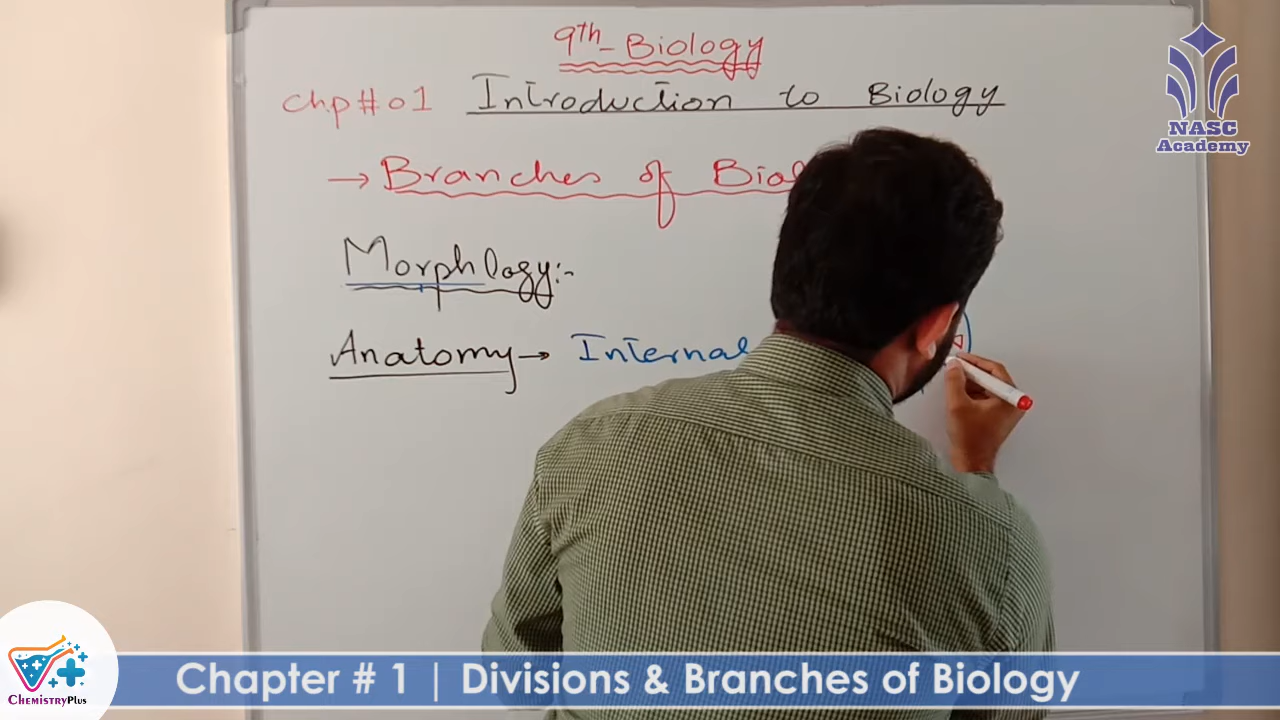 9th-Biology
Chp#01 Introduction to Biology
→ Branches of Biol
Morphlogy:-
Anatomy → Internal
NASC
Academy
Chapter # 1 | Divisions & Branches of Biology
CHEMISTRYPLUS